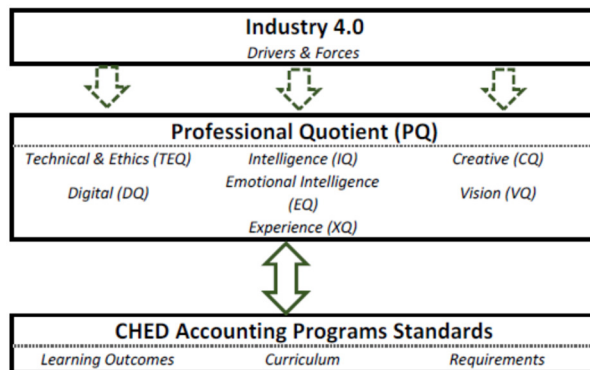 Industry 4.0
Drivers & Forces
Professional Quotient (PQ)
Technical & Ethics (TEQ)
Intelligence (IQ)
Creative (CQ)
Digital (DQ)
Emotional Intelligence
(EQ)
Vision (VQ)
Experience (XQ)
CHED Accounting Programs Standards
Learning Outcomes
Curriculum
Requirements